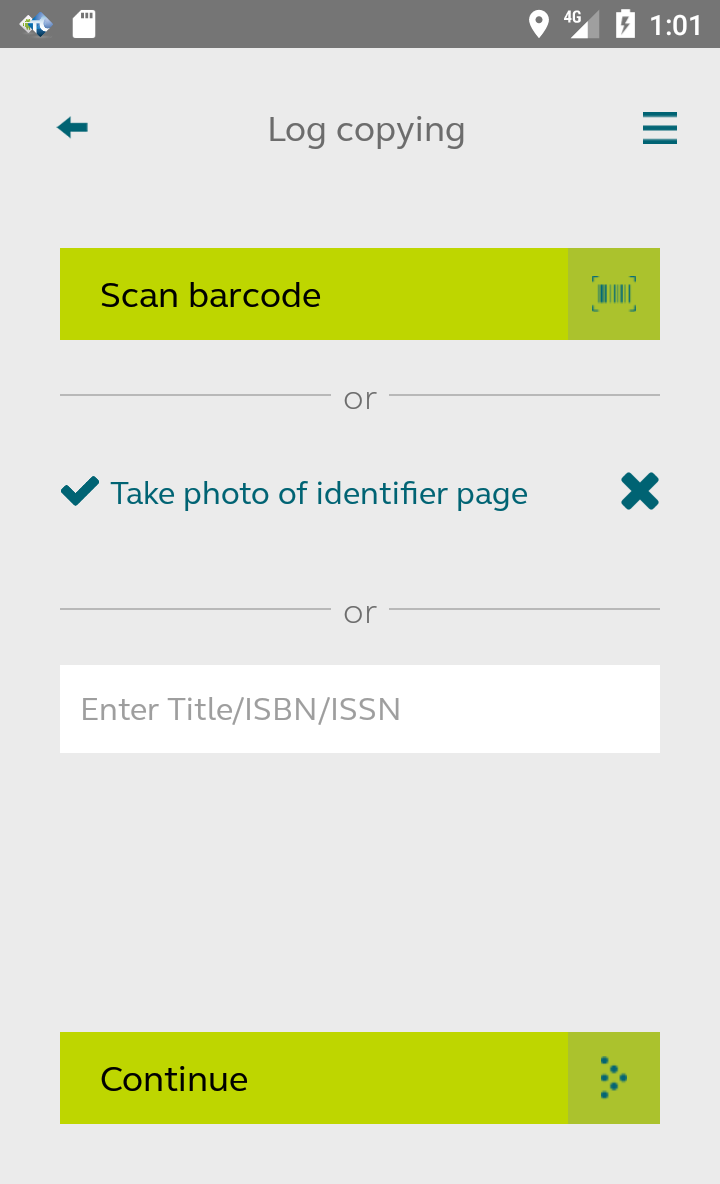 4G 1:01
Log copying
Scan barcode
or
Take photo of identifier page
or
Enter Title/ISBN/ISSN
Continue